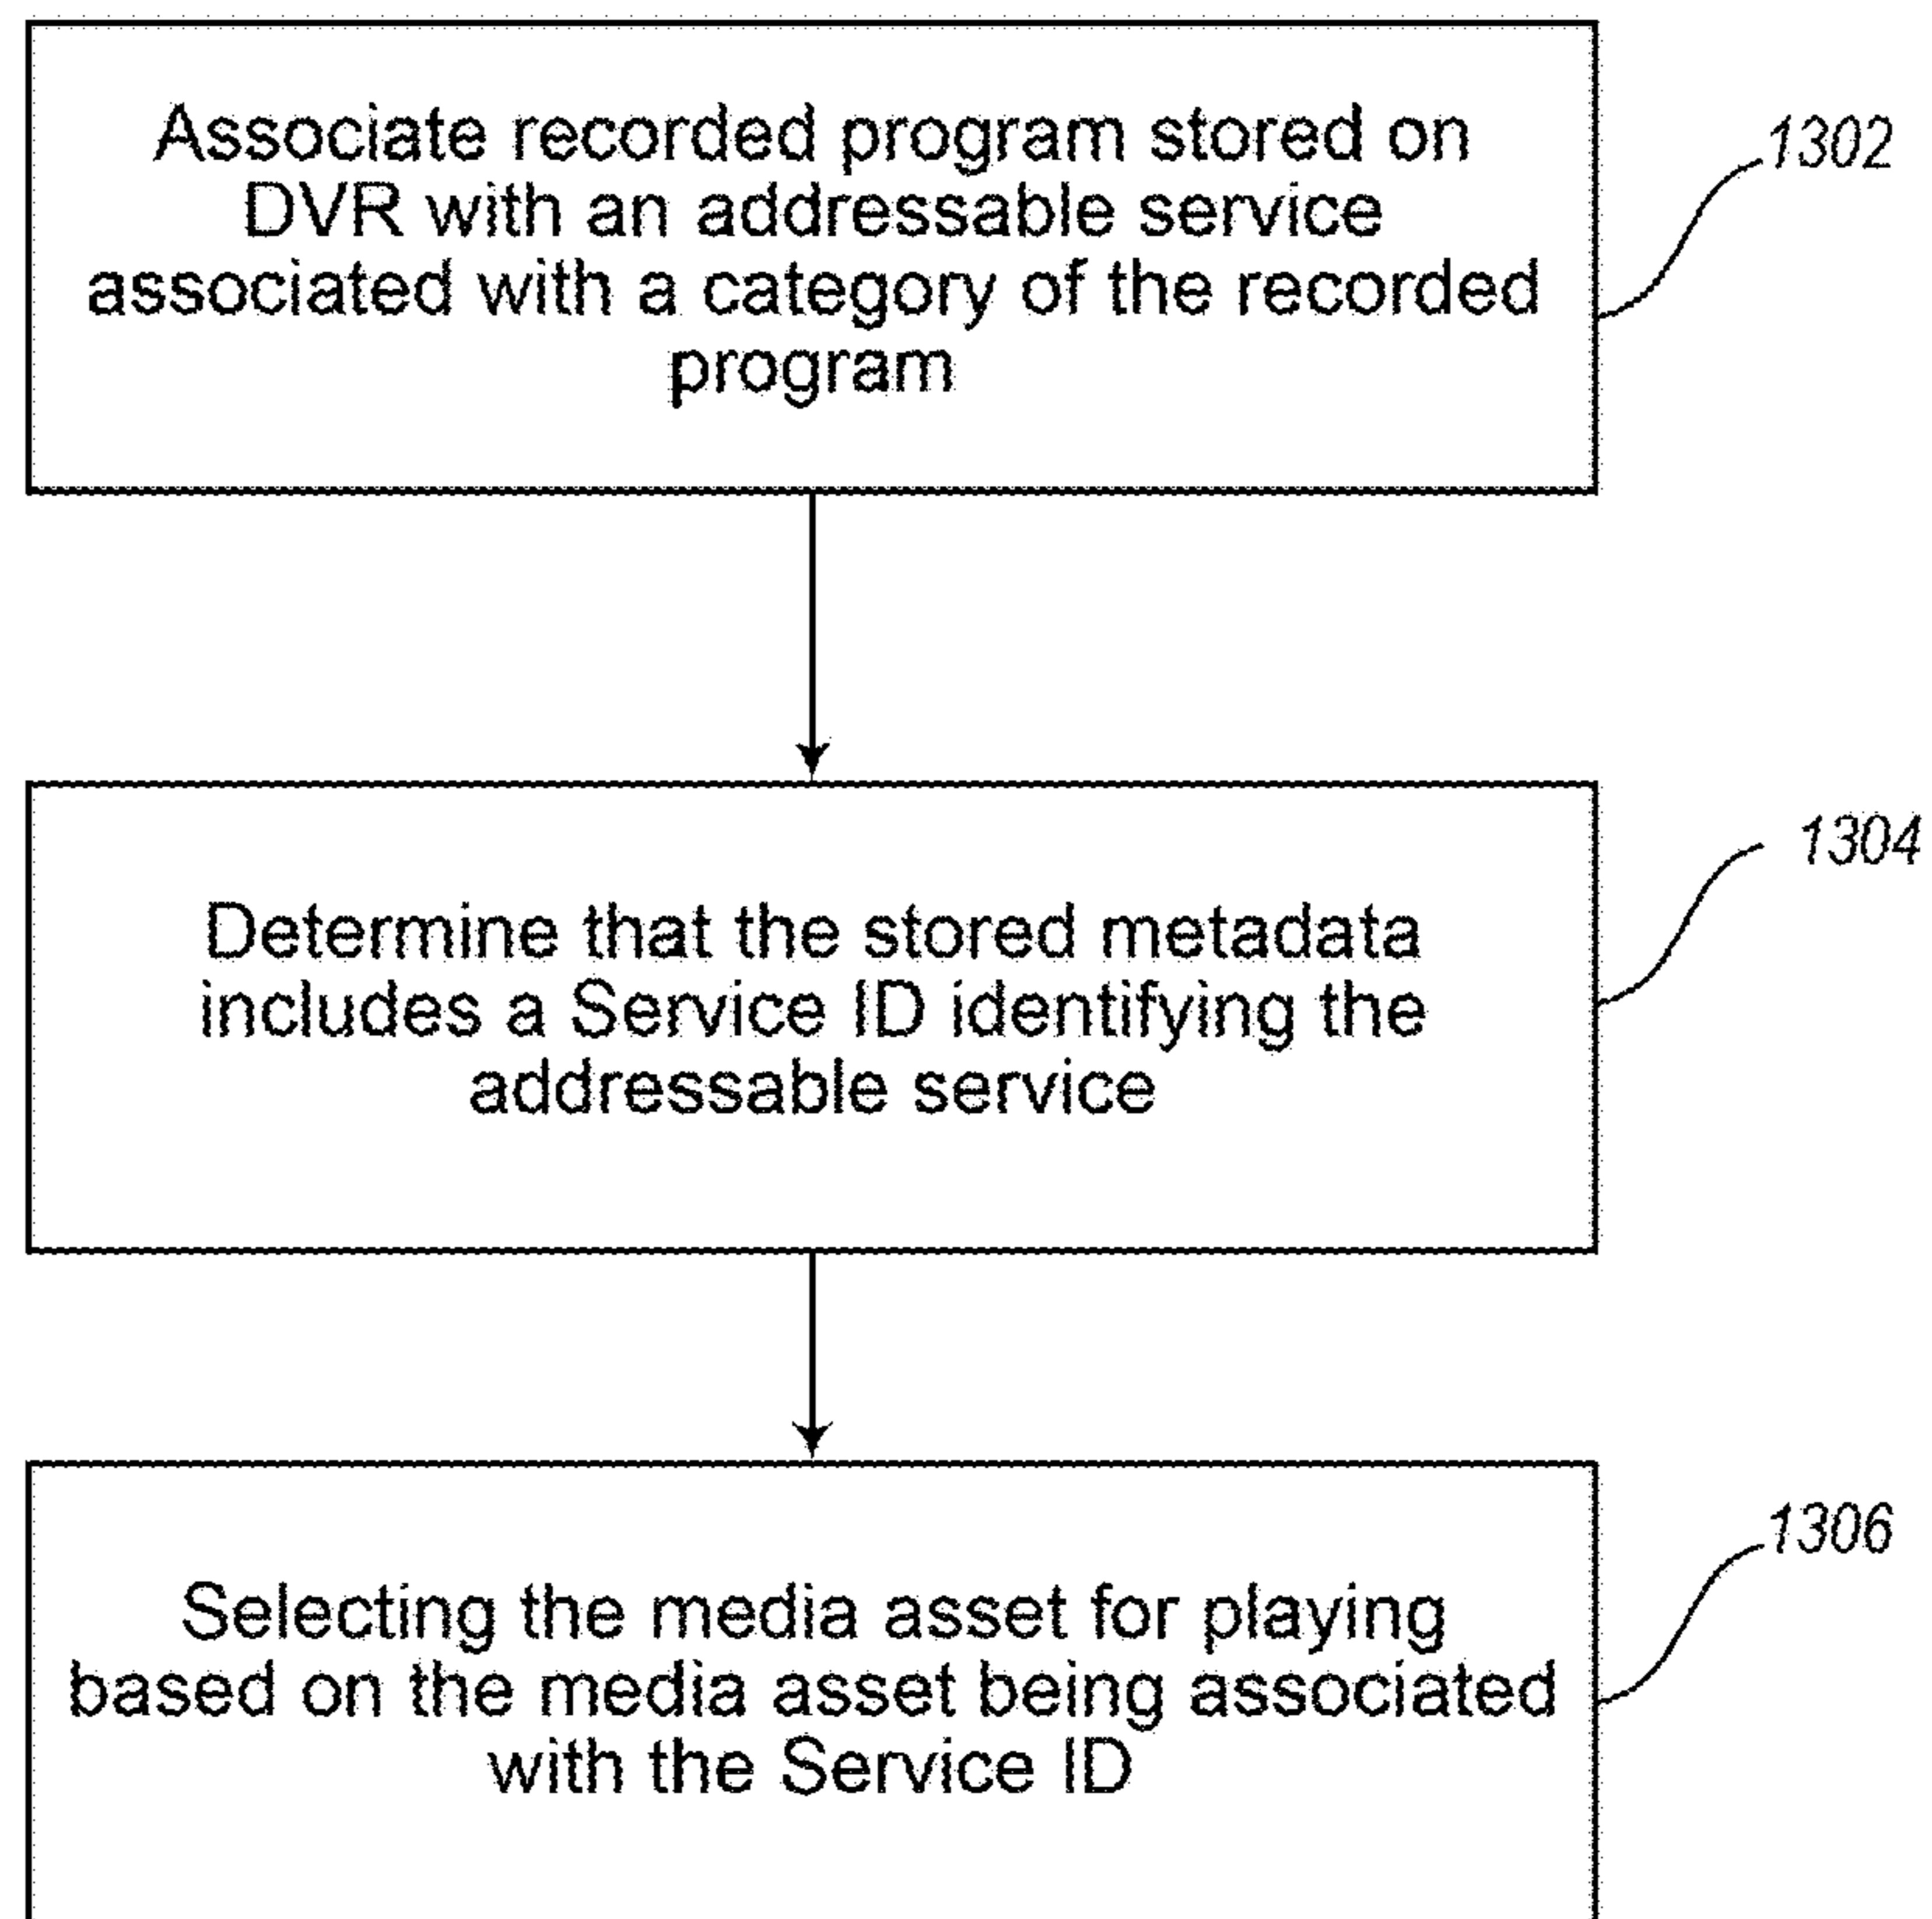 Associate recorded program stored on
DVR with an addressable service
associated with a category of the recorded
program
1302
Determine that the stored metadata
includes a Service ID identifying the
addressable service
1304
Selecting the media asset for playing
based on the media asset being associated
with the Service ID
1306